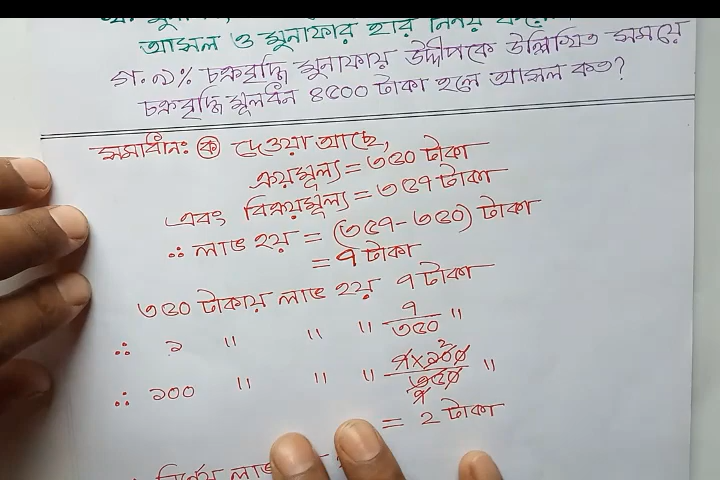 আসল ও মুনাফার হার নির্ণয়
গ. ৯% চক্রবৃদ্ধি মুনাফায় উদ্দীপকে উল্লিখিত সময়ে
চক্রবৃদ্ধি মূলধন ৪৫০০ টাকা হলে আসল কত?
সমাধান: ক দেওয়া আছে,
ক্রয়মূল্য = ৩৫০ টাকা
এবং বিক্রয়মূল্য = ৩৫৭ টাকা
∴ লাভ হয় = (৩৫৭-৩৫০) টাকা
= ৭ টাকা
৩৫০ টাকায় লাভ হয় ৭ টাকা
∴ ১ " " " ৭/৩৫০ "
∴ ১০০ " " " ৭×১০০/৩৫০ "
= ২ টাকা
নির্ণেয় লাভ